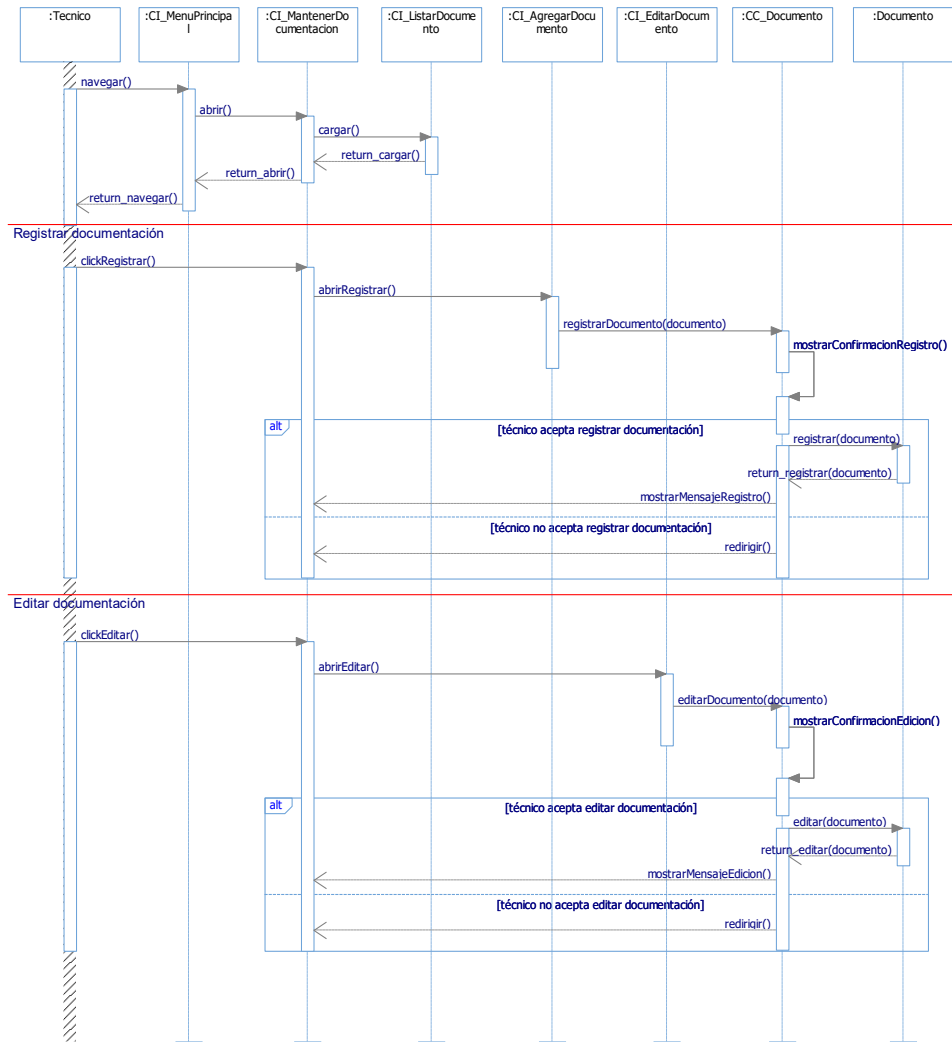 :Tecnico
:CI_MenuPrincipa
l
:CI_MantenerDo
cumentacion
:CI_ListarDocume
nto
:CI_AgregarDocu
mento
:CI_EditarDocum
ento
:CC_Documento
:Documento
navegar()
abrir()
cargar()
return_cargar()
return_abrir()
return_navegar()
Registrar documentación
clickRegistrar()
abrirRegistrar()
registrarDocumento(documento)
mostrarConfirmacionRegistro()
alt
[técnico acepta registrar documentación]
registrar(documento)
return_registrar(documento)
mostrarMensajeRegistro()
[técnico no acepta registrar documentación]
redirigir()
Editar documentación
clickEditar()
abrirEditar()
editarDocumento(documento)
mostrarConfirmacionEdicion()
alt
[técnico acepta editar documentación]
editar(documento)
return_editar(documento)
mostrarMensajeEdicion()
[técnico no acepta editar documentación]
redirigir()